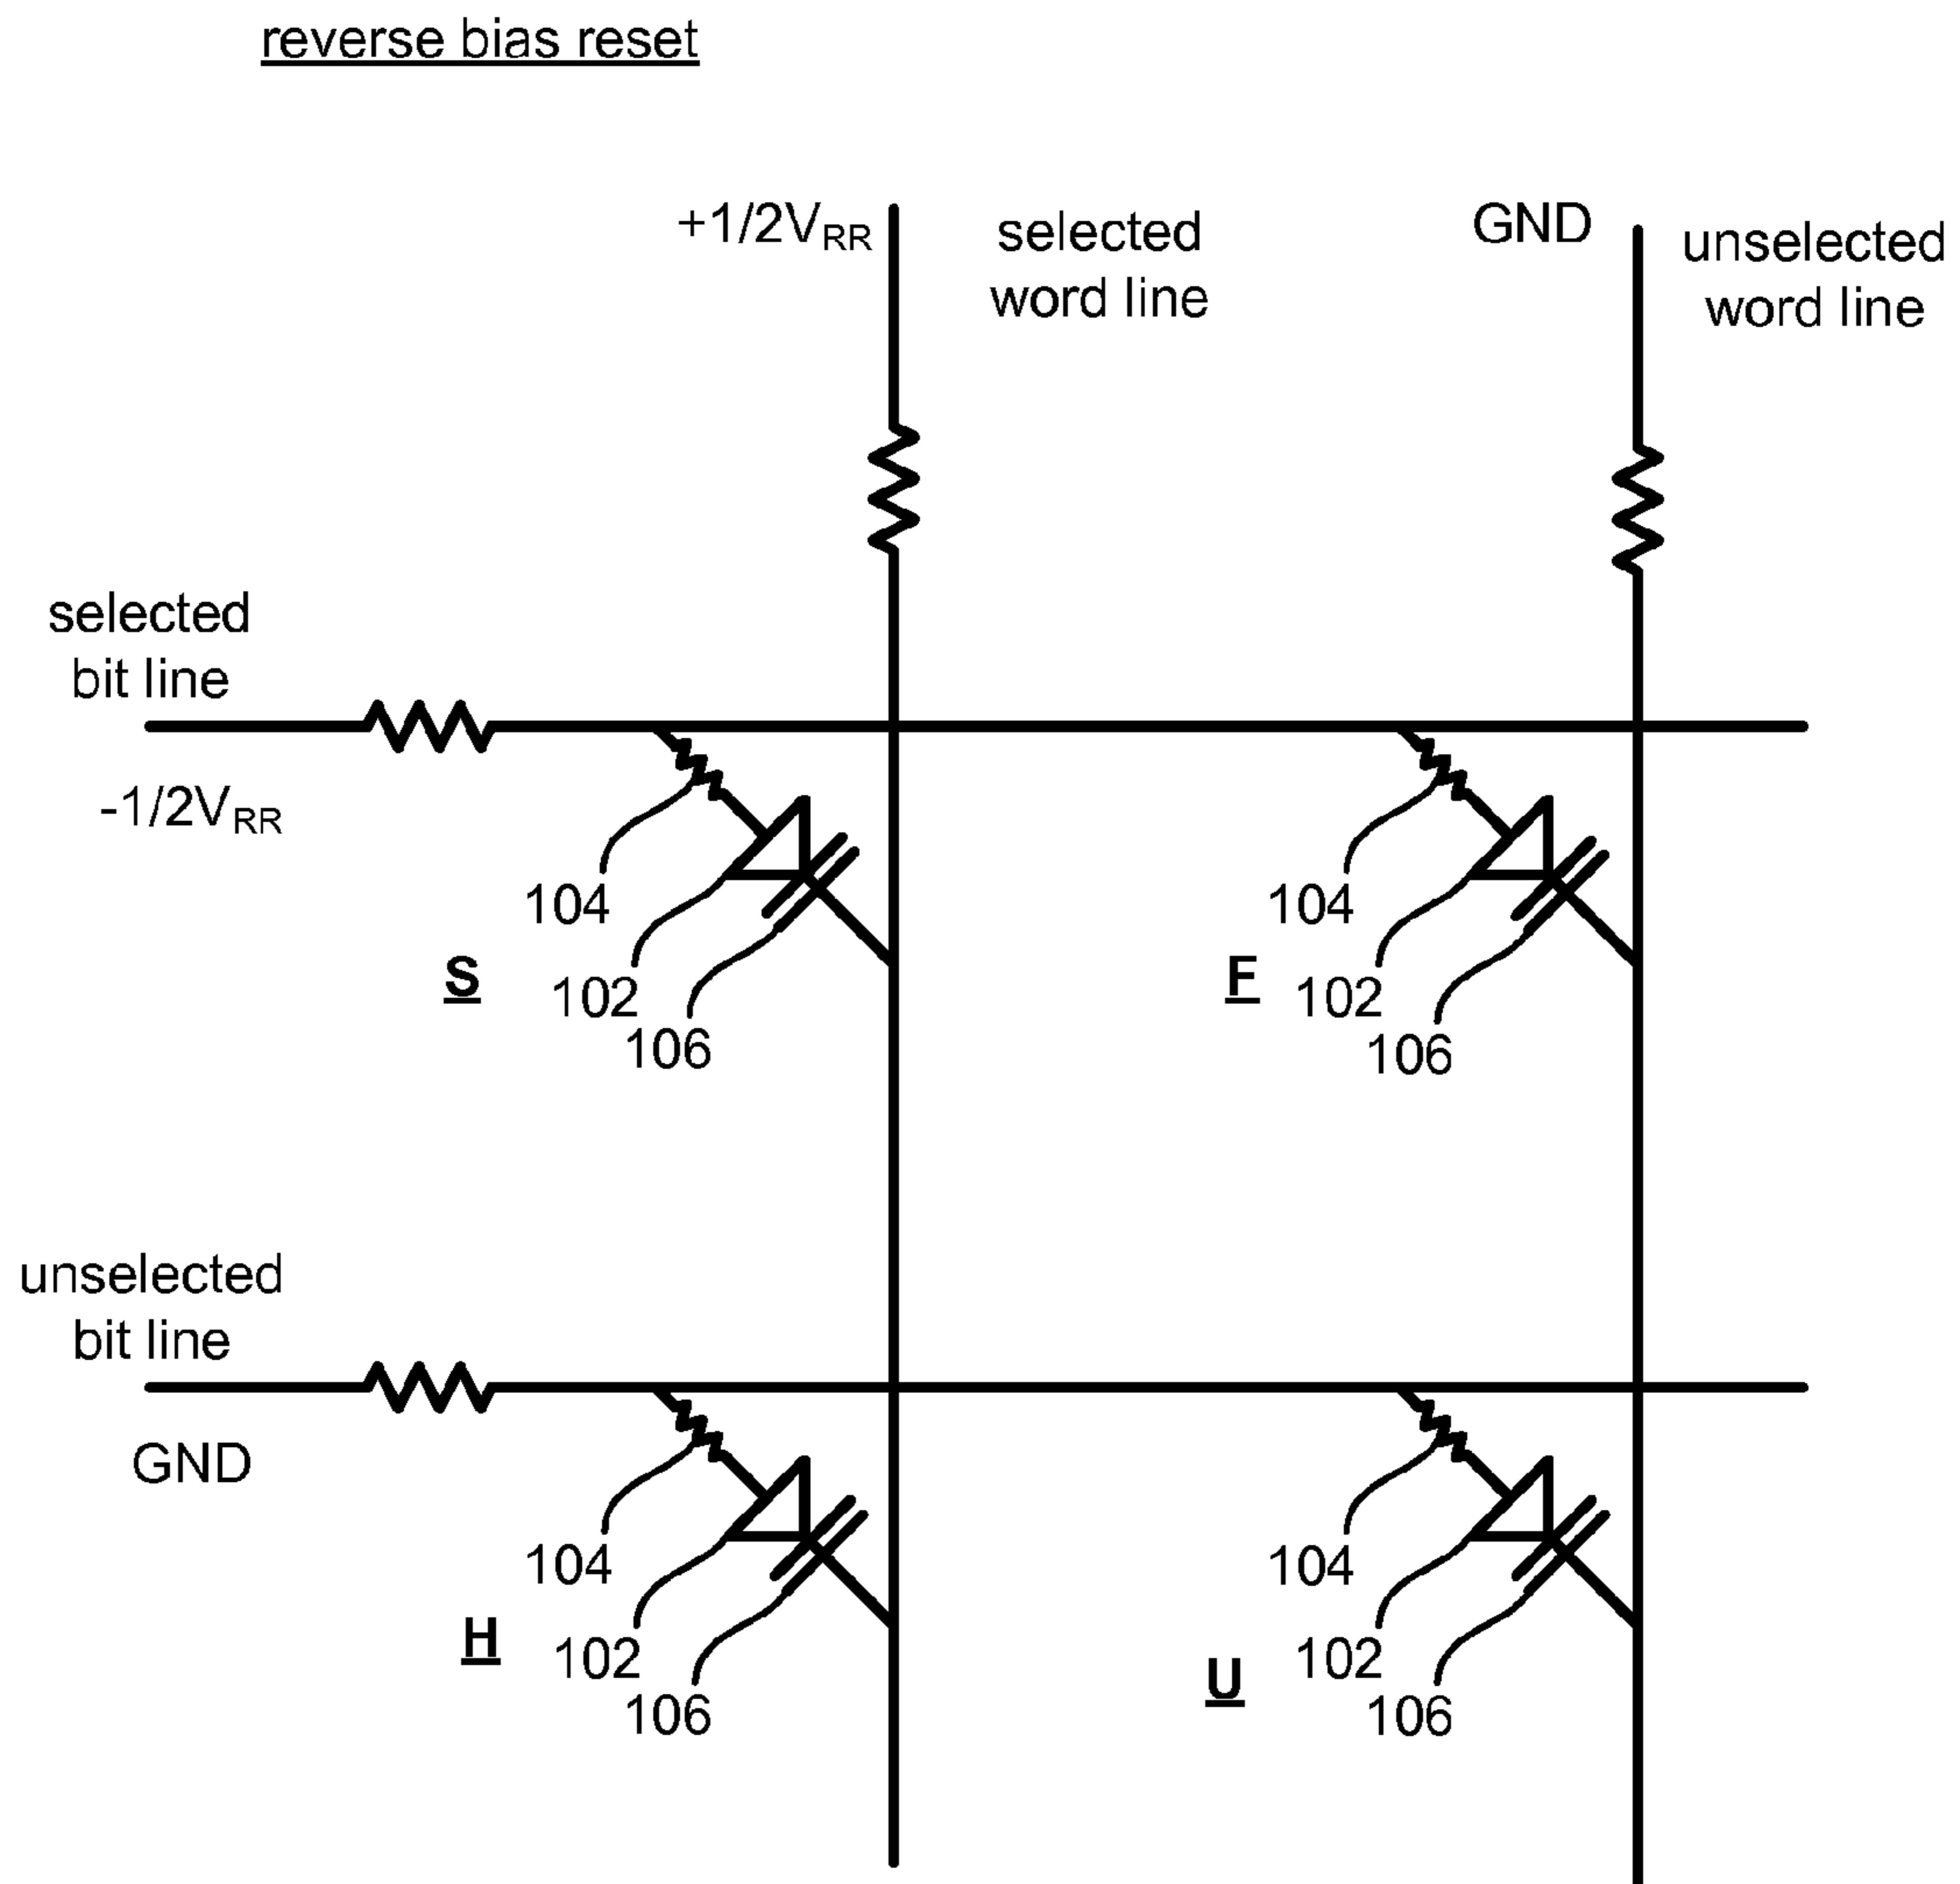 reverse bias reset
+1/2VRR
selected
word line
GND
unselected
word line
selected
bit line
-1/2VRR
104
102
106
S
104
102
106
F
unselected
bit line
GND
104
102
106
H
104
102
106
U